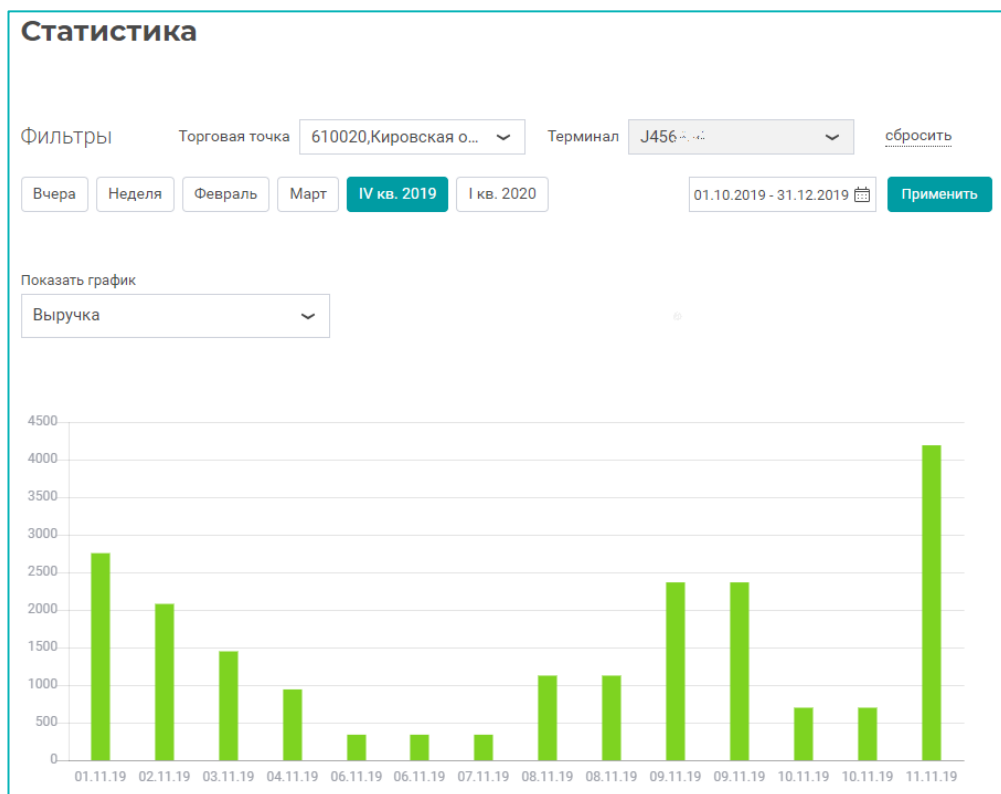 Статистика
Фильтры Торговая точка 610020,Кировская о... Терминал J456 сбросить
Вчера Неделя Февраль Март IV кв. 2019 I кв. 2020 01.10.2019 - 31.12.2019 Применить
Показать график
Выручка
4500
4000
3500
3000
2500
2000
1500
1000
500
0
01.11.19 02.11.19 03.11.19 04.11.19 06.11.19 06.11.19 07.11.19 08.11.19 08.11.19 09.11.19 09.11.19 10.11.19 10.11.19 11.11.19